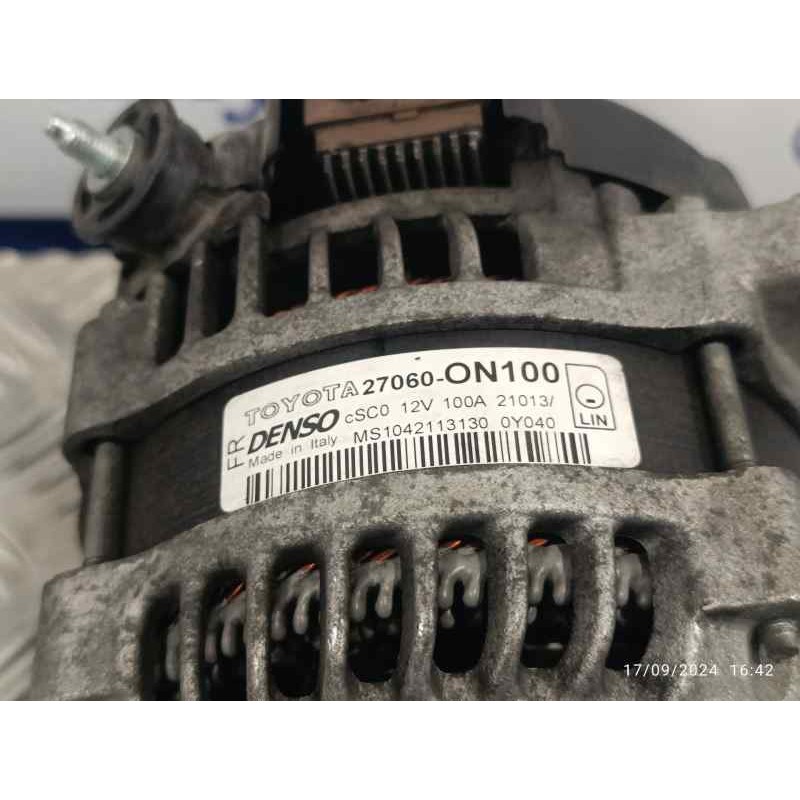 TOYOTA 27060-ON100
FR DENSO cSC0 12V 100A 21013/
Made in Italy MS1042113130 0Y040
LIN
17/09/2024 16:42